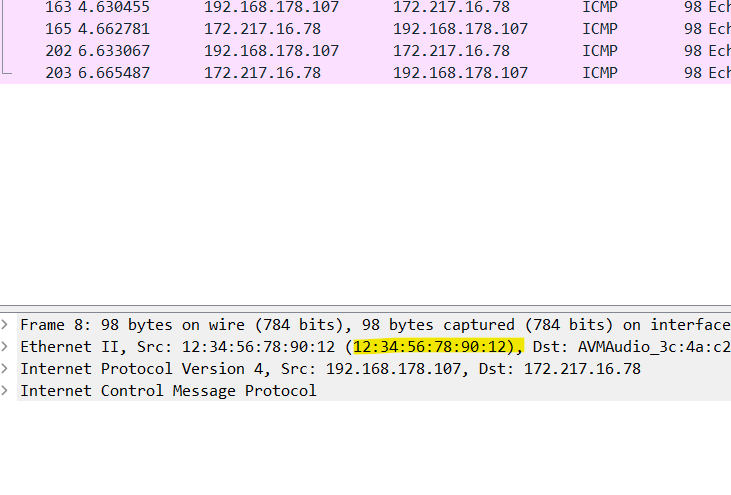 163 4.630455 192.168.178.107 172.217.16.78 ICMP 98 Ech
165 4.662781 172.217.16.78 192.168.178.107 ICMP 98 Ech
202 6.633067 192.168.178.107 172.217.16.78 ICMP 98 Ech
203 6.665487 172.217.16.78 192.168.178.107 ICMP 98 Ech
Frame 8: 98 bytes on wire (784 bits), 98 bytes captured (784 bits) on interface
Ethernet II, Src: 12:34:56:78:90:12 (12:34:56:78:90:12), Dst: AVMAudio_3c:4a:c2
Internet Protocol Version 4, Src: 192.168.178.107, Dst: 172.217.16.78
Internet Control Message Protocol